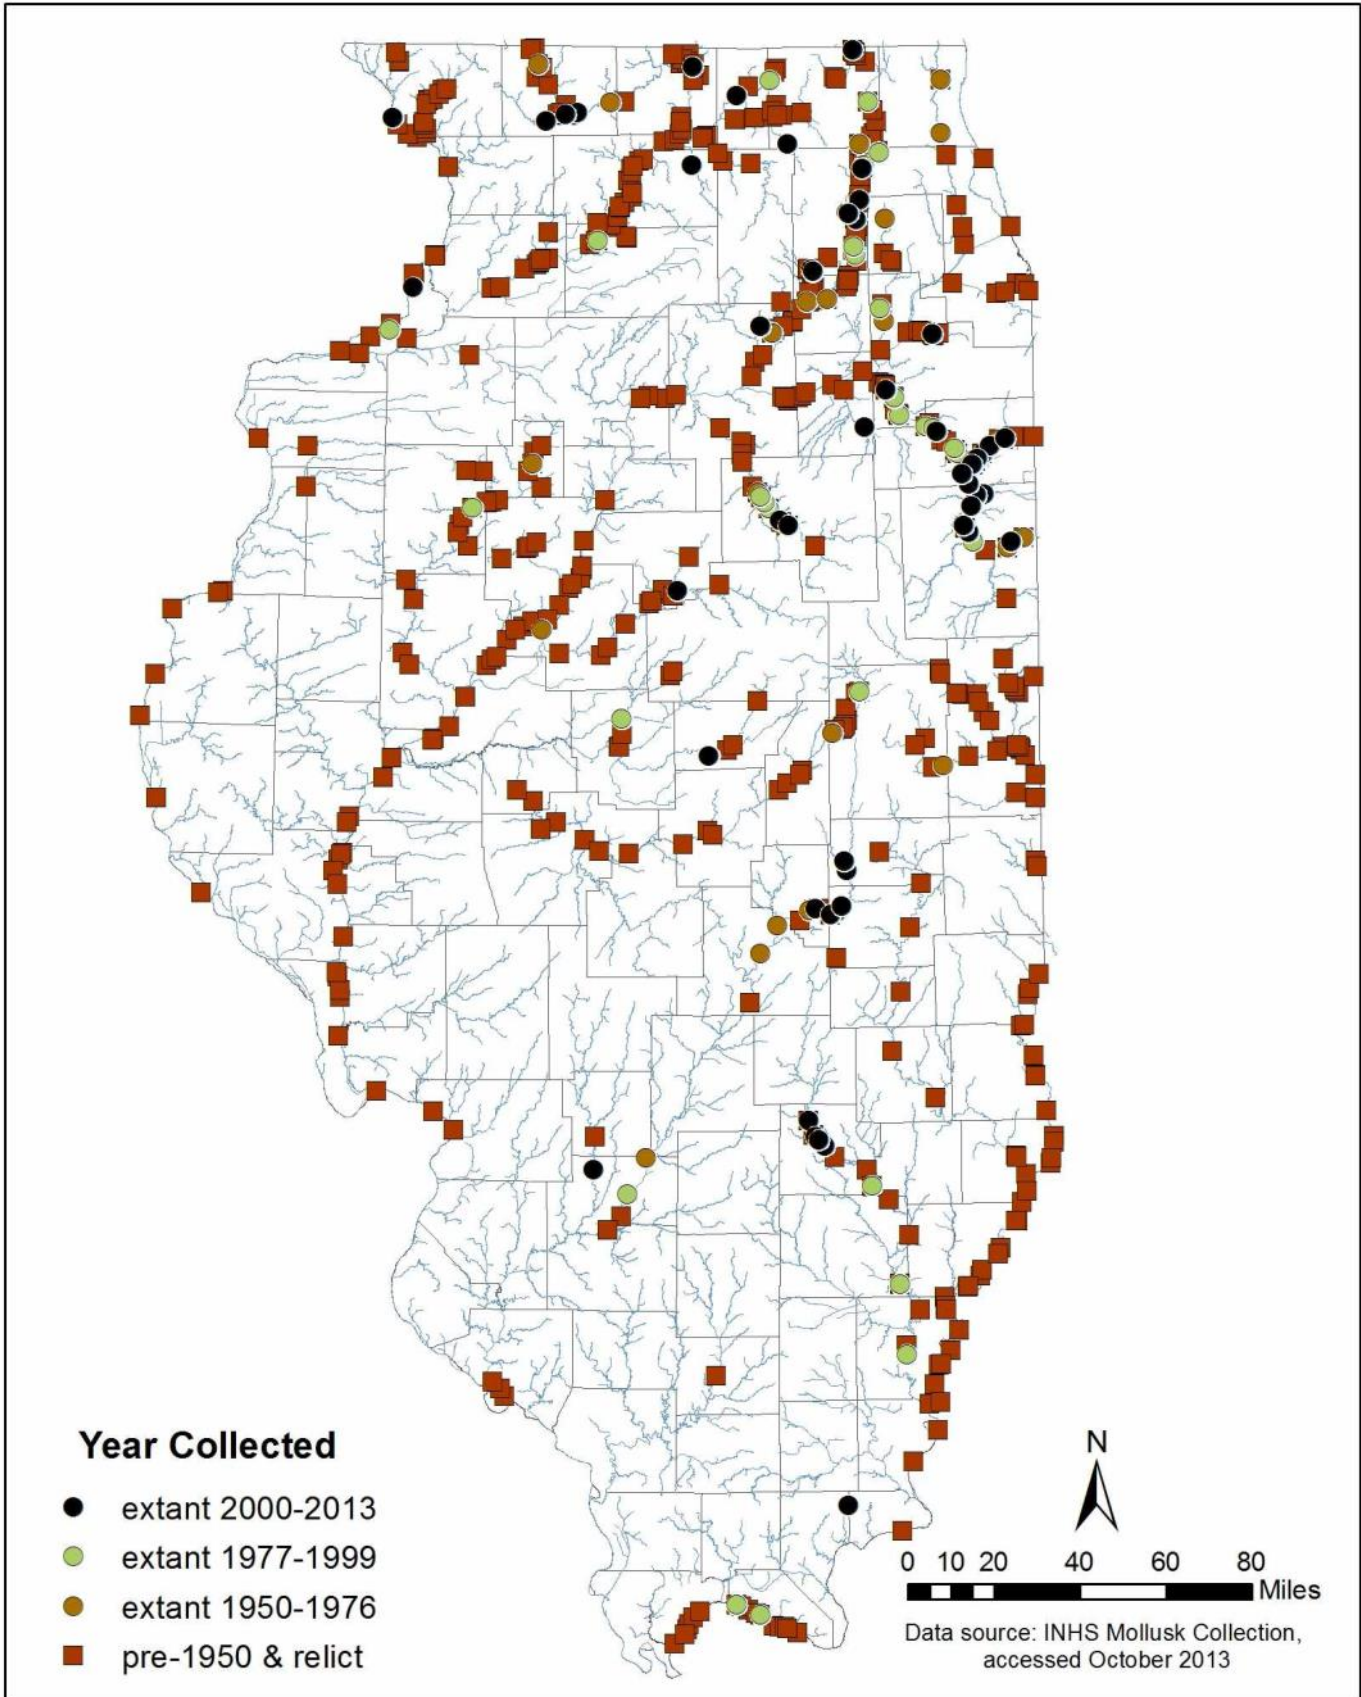 Year Collected
extant 2000-2013
extant 1977-1999
extant 1950-1976
pre-1950 & relict
N
0 10 20 40 60 80
Miles
Data source: INHS Mollusk Collection,
accessed October 2013